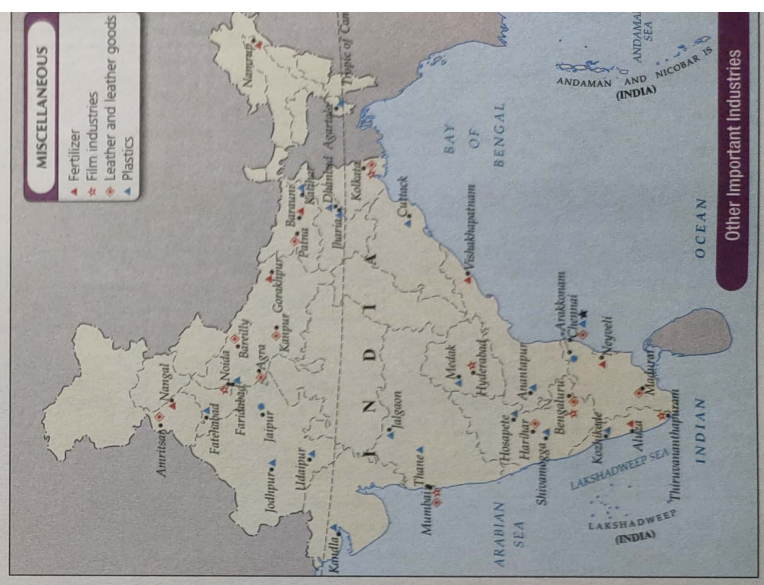 MISCELLANEOUS
Fertilizer
Film industries
Leather and leather goods
Plastics
Namrup
Tropic of Can
Agartala
Amritsar
Nangal
Fatehabad
Noida
Bareilly
Faridabad
Agra
Jaipur
Jodhpur
Udaipur
Kandla
Gorakhpur
Kanpur
Barauni
Patna
Katihar
Dhanbad
Jharia
Kolkata
Cuttack
INDIA
Jalgaon
Thane
Mumbai
Medak
Hyderabad
Vishakhapatnam
Anantapur
Hosapete
Harihar
Shivamogga
Bengaluru
Arakkonam
Chennai
Neyveli
Kozhikode
Aluva
Madurai
Thiruvananthapuram
ARABIAN
SEA
BAY
OF
BENGAL
LAKSHADWEEP SEA
LAKSHADWEEP
(INDIA)
ANDAMAN AND NICOBAR IS
(INDIA)
ANDAMA
SEA
INDIAN OCEAN
Other Important Industries